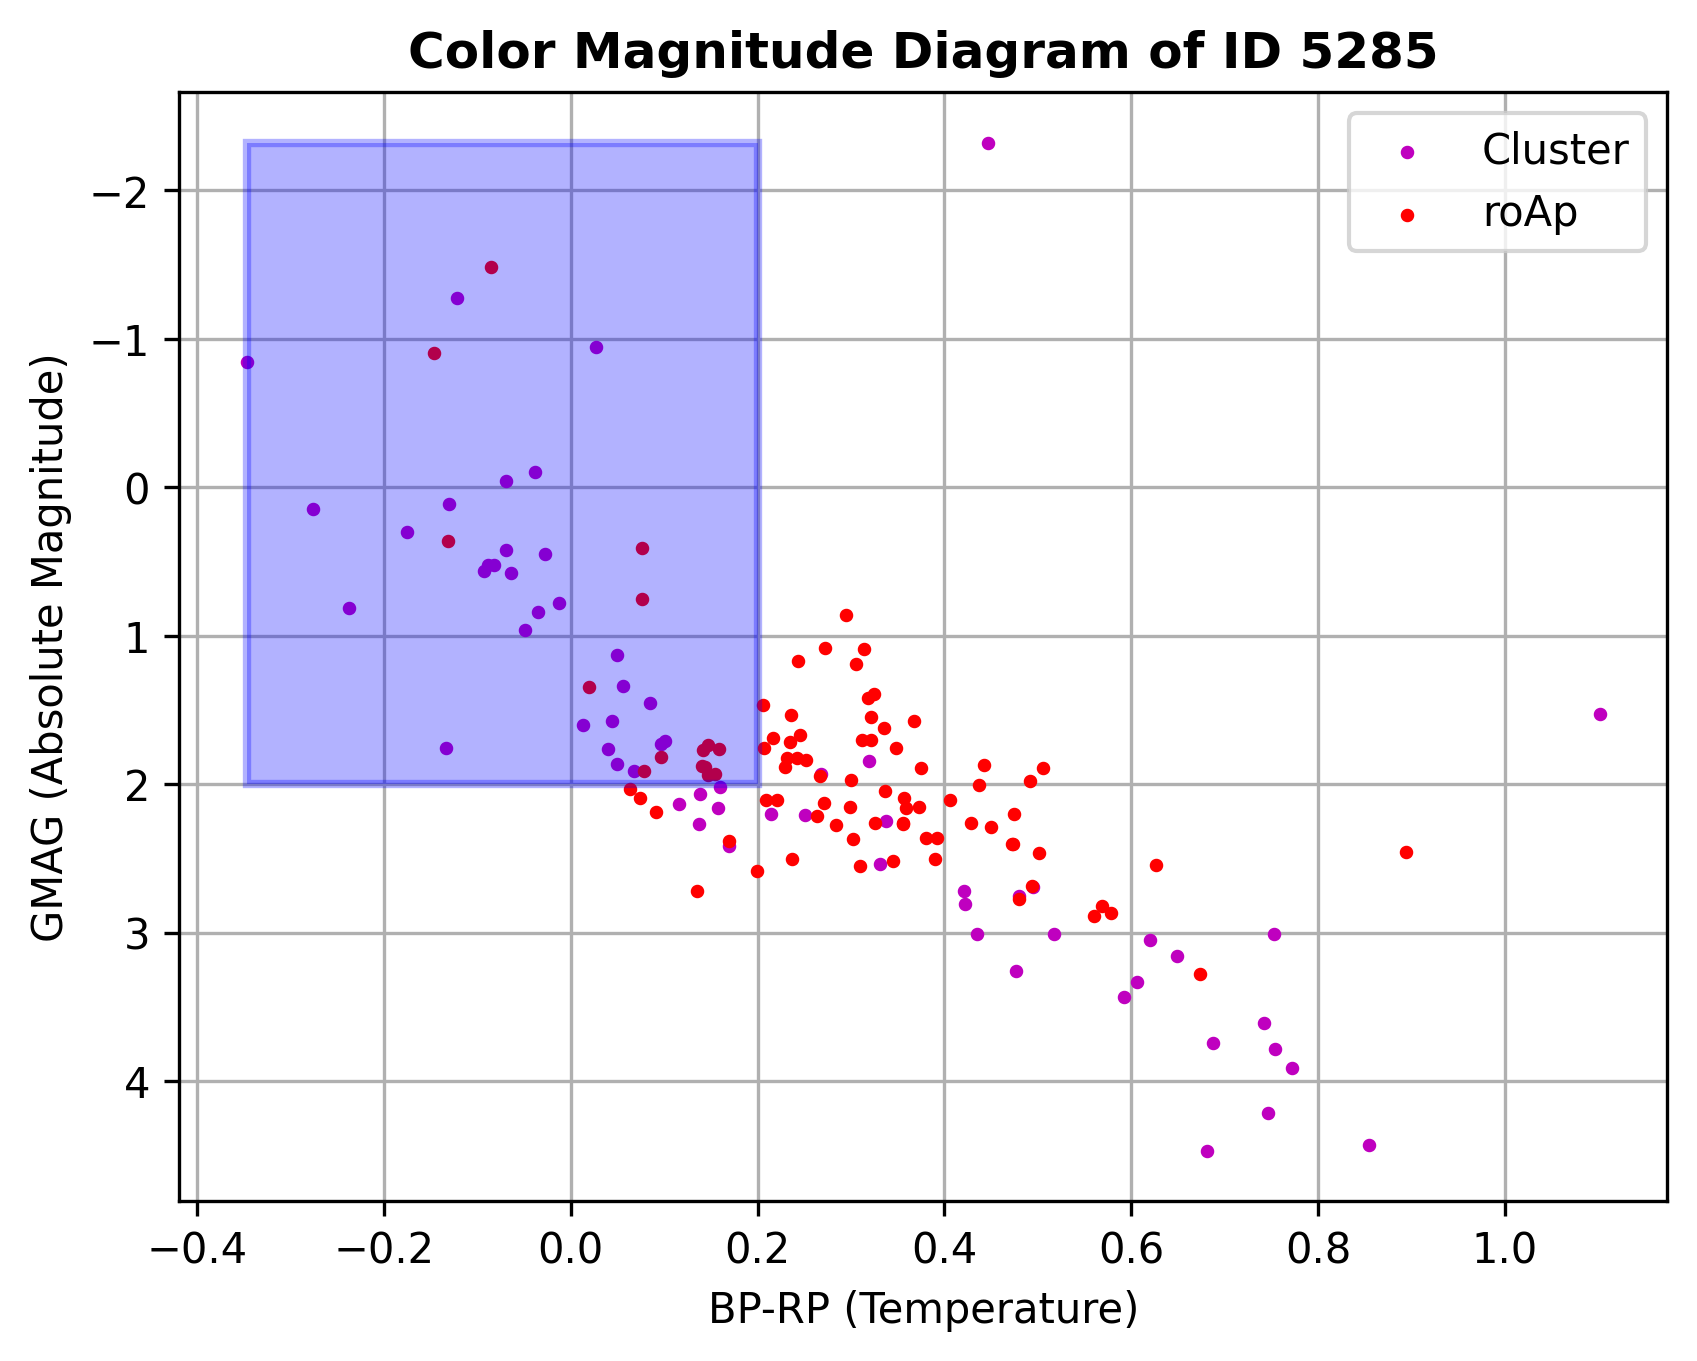 Color Magnitude Diagram of ID 5285
Cluster
roAp
−2
−1
0
1
2
3
4
GMAG (Absolute Magnitude)
−0.4 −0.2 0.0 0.2 0.4 0.6 0.8 1.0
BP-RP (Temperature)